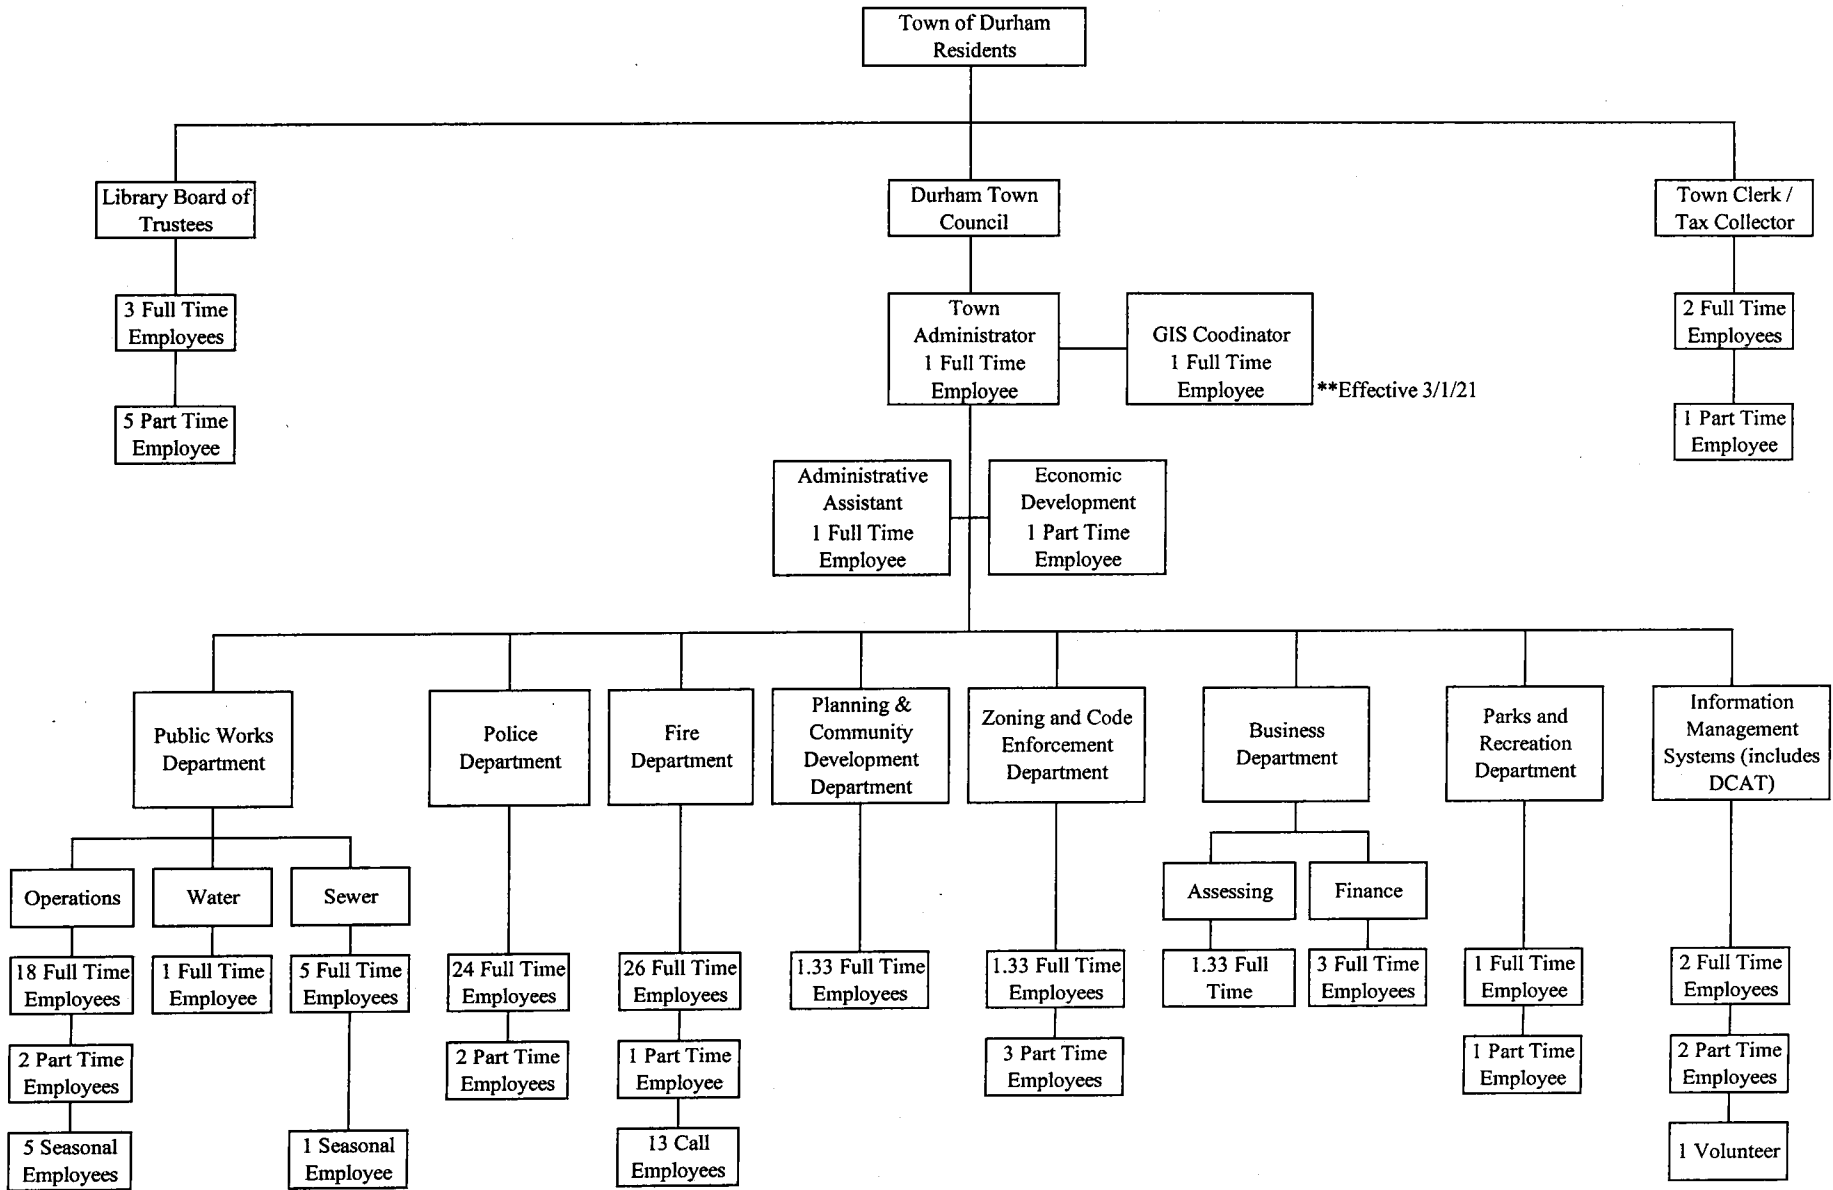 Town of Durham
Residents
Library Board of
Trustees
Durham Town
Council
Town Clerk /
Tax Collector
3 Full Time
Employees
Town
Administrator
1 Full Time
Employee
GIS Coodinator
1 Full Time
Employee
**Effective 3/1/21
2 Full Time
Employees
5 Part Time
Employee
1 Part Time
Employee
Administrative
Assistant
1 Full Time
Employee
Economic
Development
1 Part Time
Employee
Public Works
Department
Police
Department
Fire
Department
Planning &
Community
Development
Department
Zoning and Code
Enforcement
Department
Business
Department
Parks and
Recreation
Department
Information
Management
Systems (includes
DCAT)
Operations
Water
Sewer
Assessing
Finance
18 Full Time
Employees
1 Full Time
Employee
5 Full Time
Employees
24 Full Time
Employees
26 Full Time
Employees
1.33 Full Time
Employees
1.33 Full Time
Employees
1.33 Full
Time
3 Full Time
Employees
1 Full Time
Employee
2 Full Time
Employees
2 Part Time
Employees
2 Part Time
Employees
1 Part Time
Employee
3 Part Time
Employees
1 Part Time
Employee
2 Part Time
Employees
5 Seasonal
Employees
1 Seasonal
Employee
13 Call
Employees
1 Volunteer